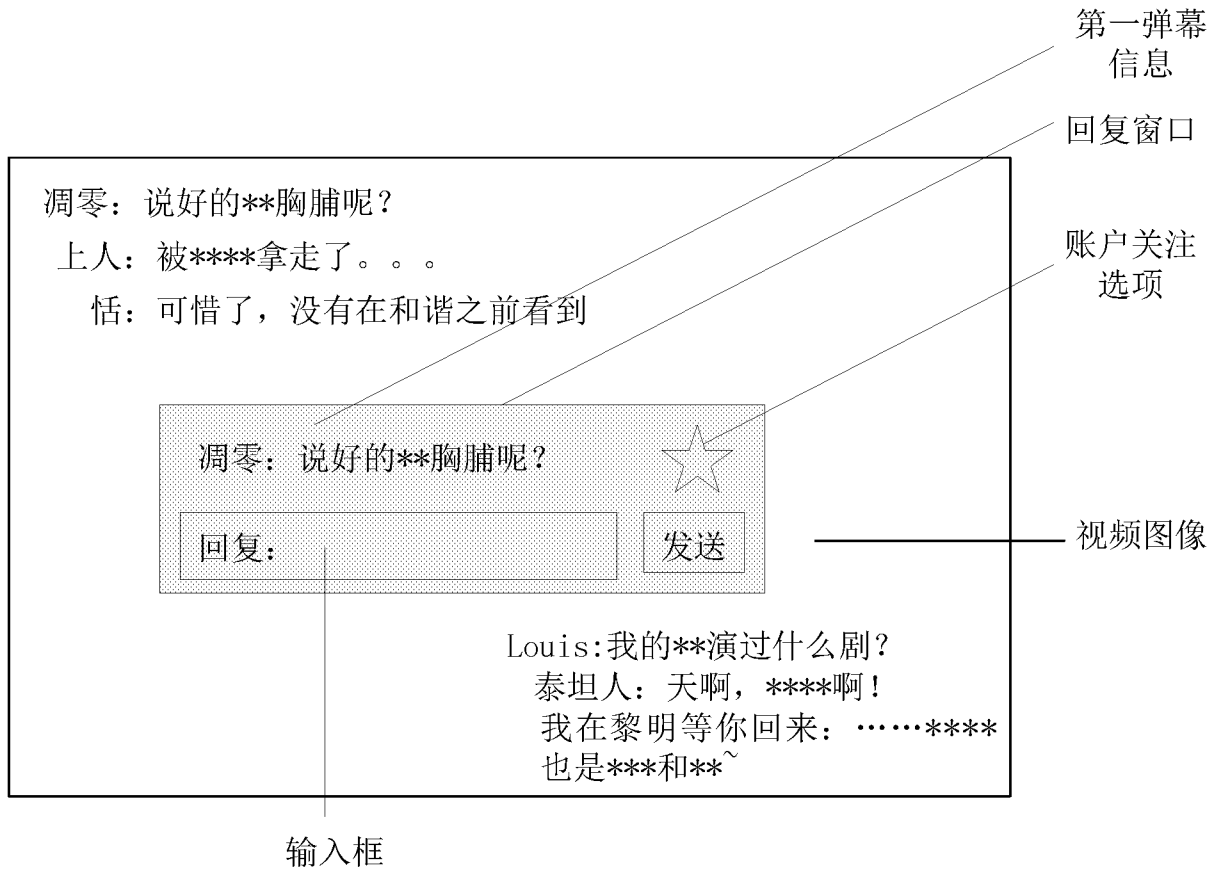 第一弹幕
信息
回复窗口
凋零：说好的**胸脯呢？
上人：被****拿走了。。。
账户关注
选项
恬：可惜了，没有在和谐之前看到
凋零：说好的**胸脯呢？
回复：
发送
视频图像
Louis:我的**演过什么剧？
泰坦人：天啊，****啊！
我在黎明等你回来：……****
也是***和**~
输入框